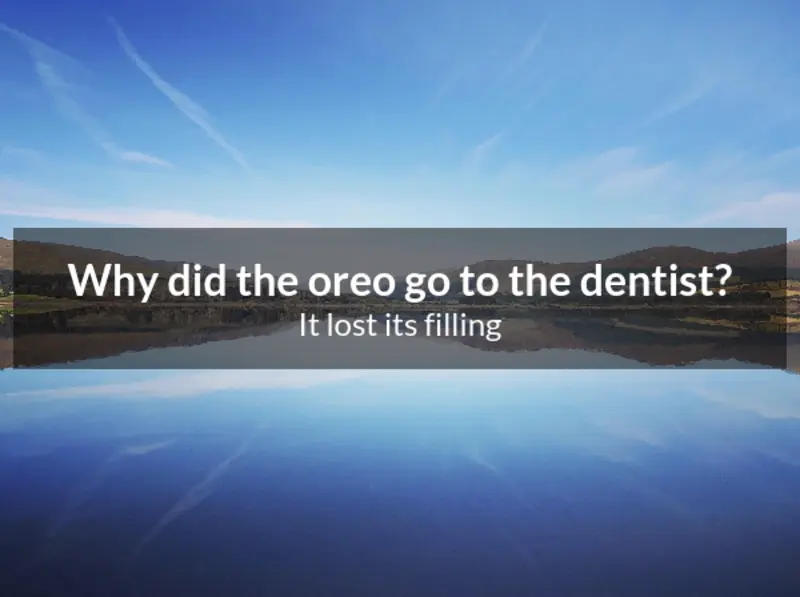 Why did the oreo go to the dentist?
It lost its filling